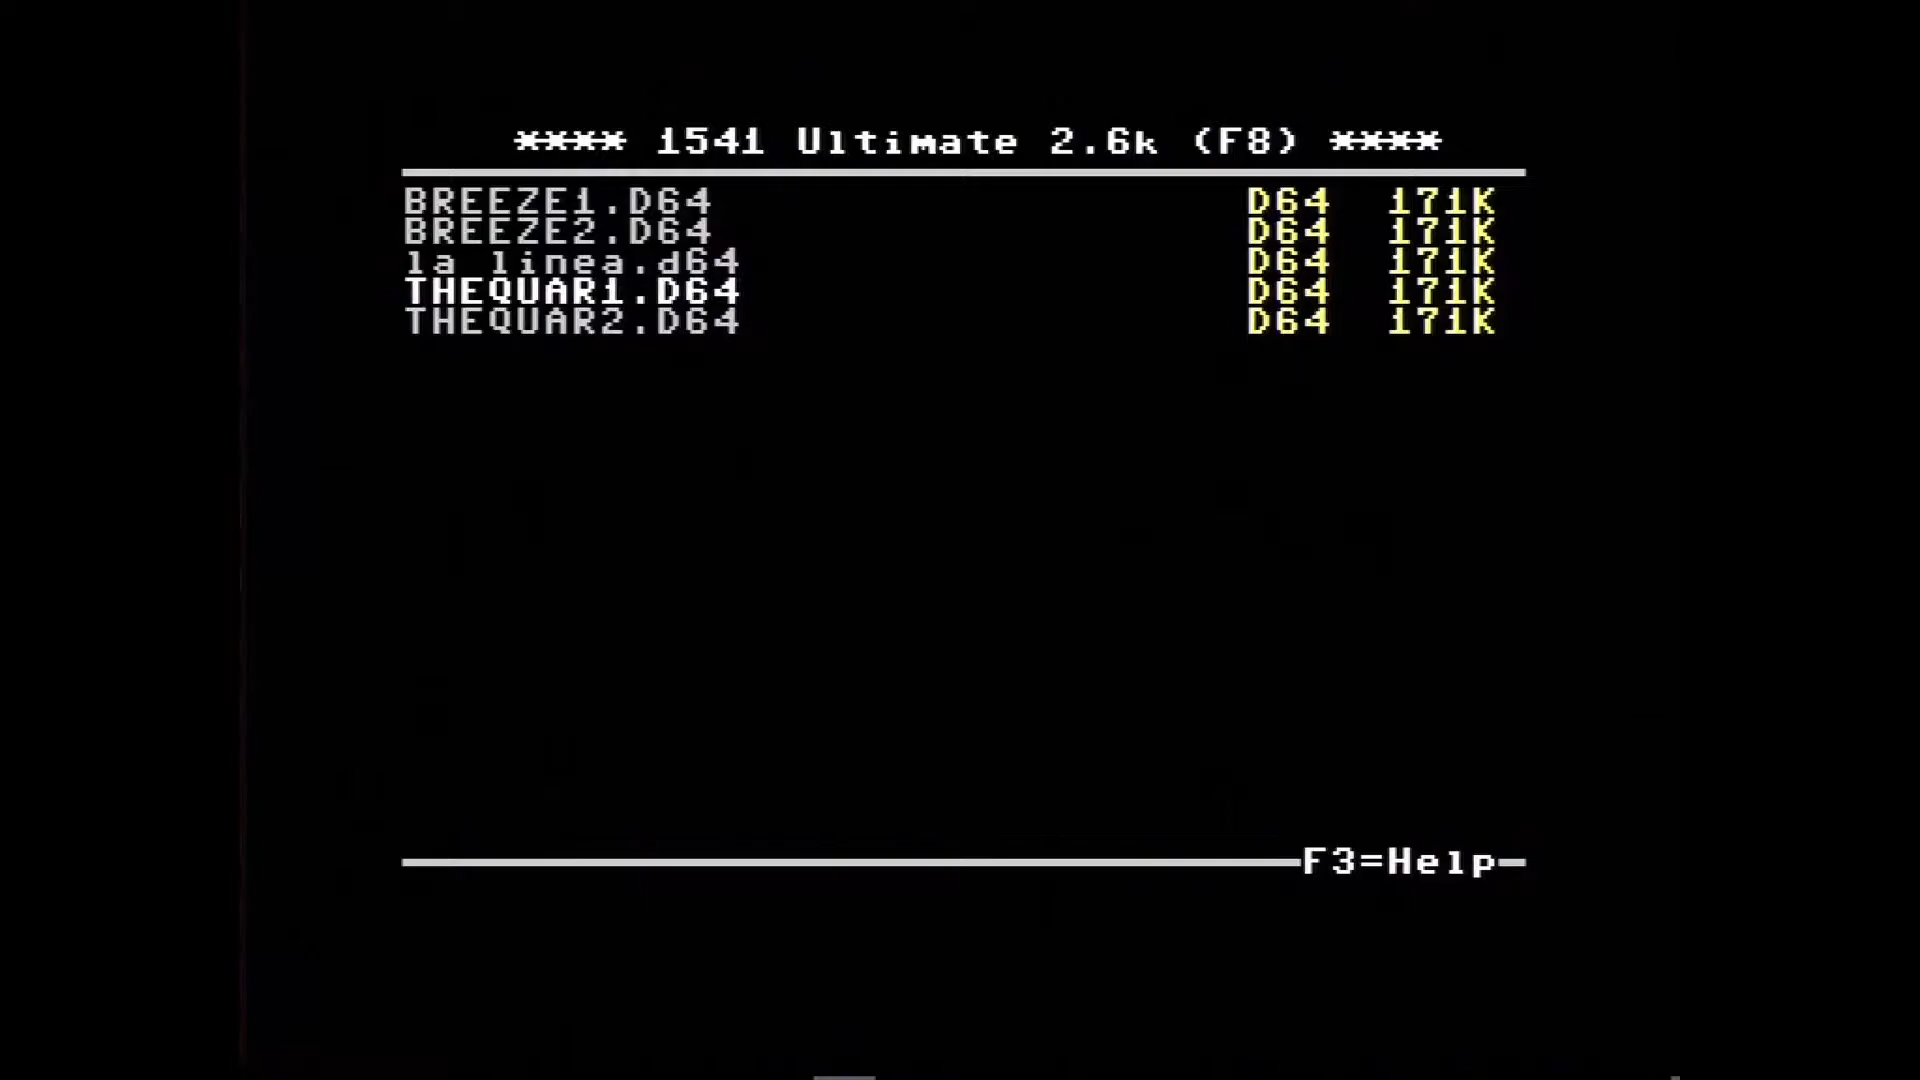 **** 1541 Ultimate 2.6k (F8) ****
BREEZE1.D64 D64 171K
BREEZE2.D64 D64 171K
la linea.d64 D64 171K
THEQUAR1.D64 D64 171K
THEQUAR2.D64 D64 171K
F3=Help